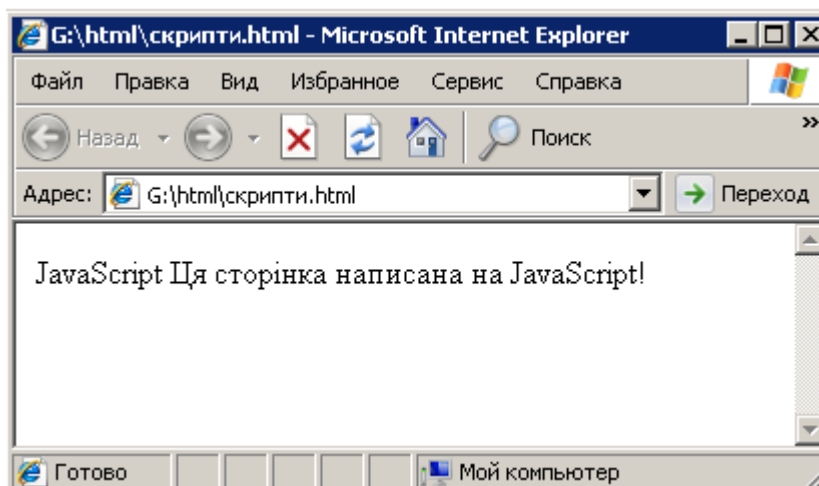 G:\html\скрипти.html - Microsoft Internet Explorer
Файл Правка Вид Избранное Сервис Справка
Назад Поиск »
Адрес: G:\html\скрипти.html Переход
JavaScript Ця сторінка написана на JavaScript!
Готово Мой компьютер